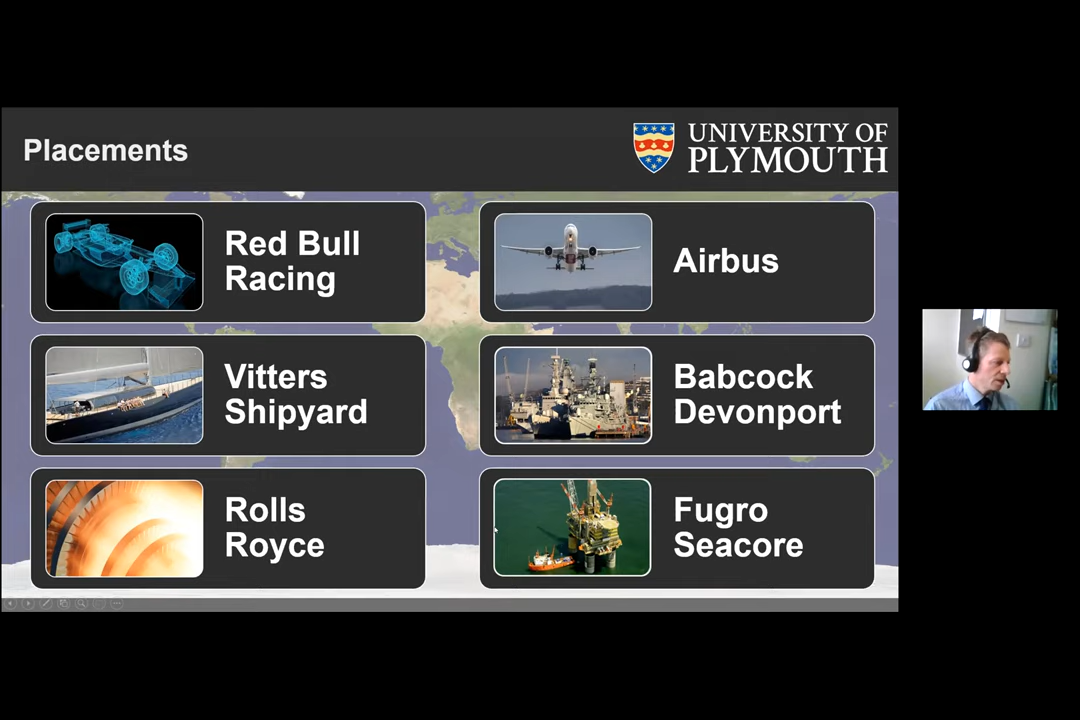 Placements
UNIVERSITY OF
PLYMOUTH
Red Bull
Racing
Airbus
Vitters
Shipyard
Babcock
Devonport
Rolls
Royce
Fugro
Seacore